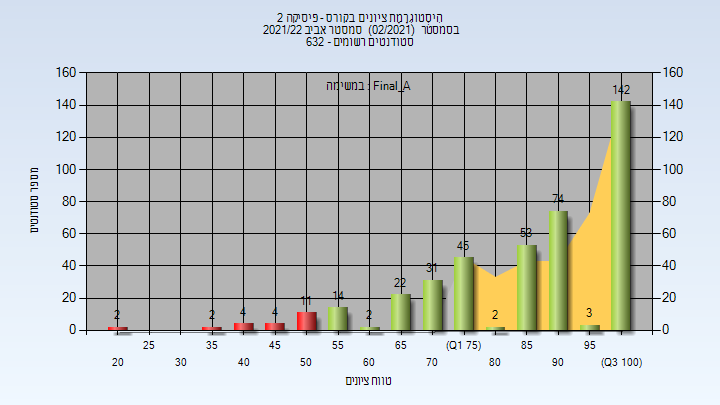 היסטוגרמת ציונים בקורס - פיסיקה 2
בסמסטר (02/2021) סמסטר אביב 2021/22
סטודנטים רשומים - 632
במשימה : Final_A
מספר סטודנטים
160 160
140 140
120 120
100 100
80 80
60 60
40 40
20 20
0 0
2 2 4 4 11 14 2 22 31 45 2 53 74 3 142
25 35 45 55 65 (Q1 75) 85 95
20 30 40 50 60 70 80 90 (Q3 100)
טווח ציונים